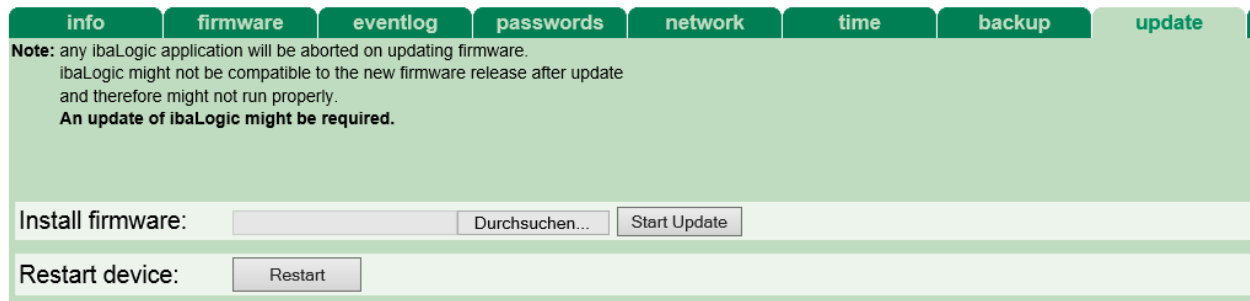 info firmware eventlog passwords network time backup update
Note: any ibaLogic application will be aborted on updating firmware.
ibaLogic might not be compatible to the new firmware release after update
and therefore might not run properly.
An update of ibaLogic might be required.
Install firmware: Durchsuchen... Start Update
Restart device: Restart